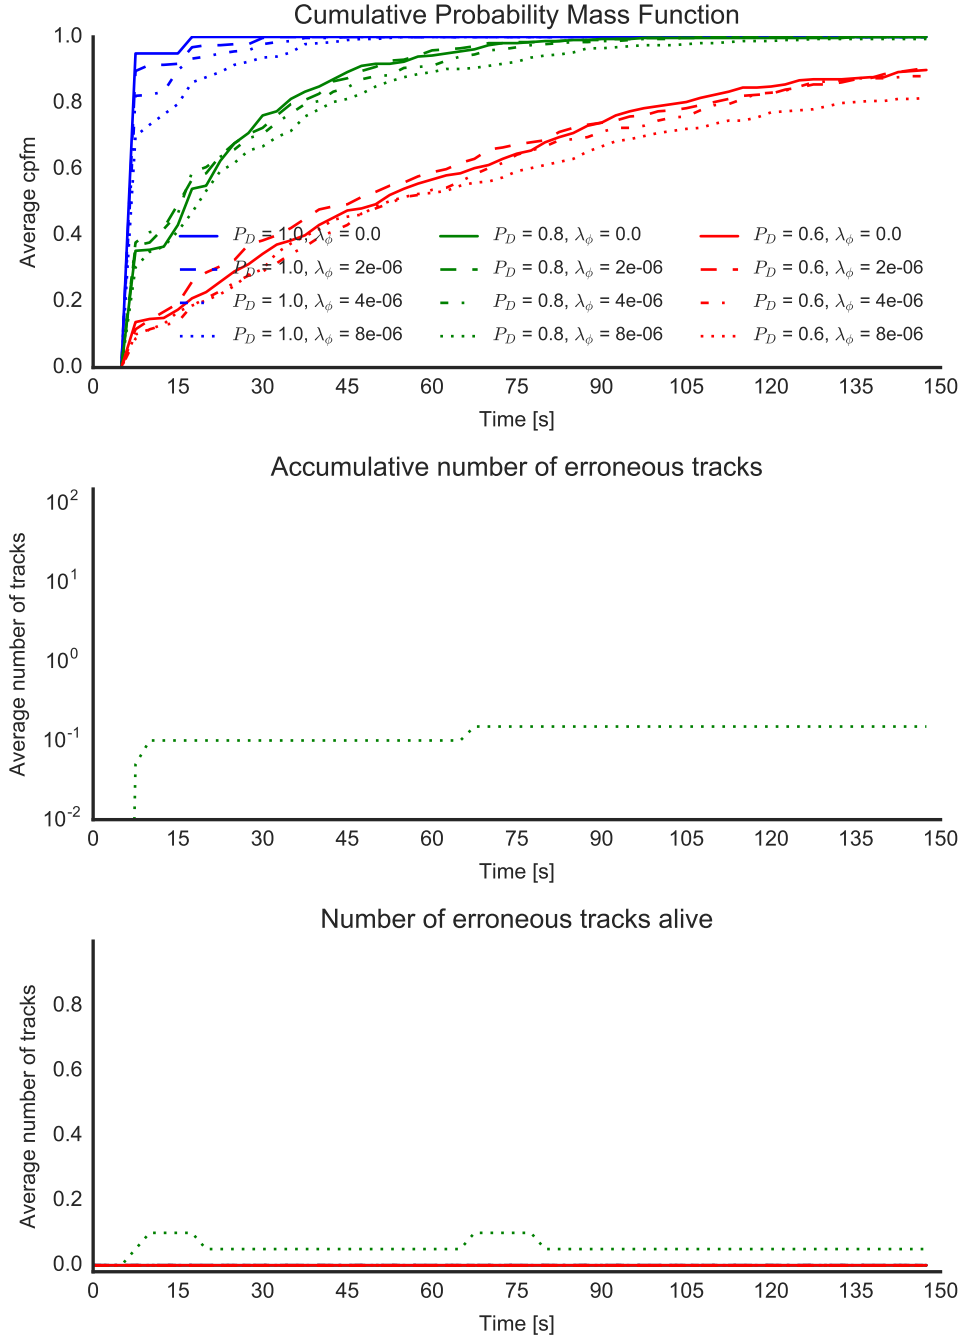 Cumulative Probability Mass Function
1.0
0.8
0.6
0.4
0.2
0.0
Average cpfm
P_D = 1.0, λ_ϕ = 0.0
P_D = 1.0, λ_ϕ = 2e-06
P_D = 1.0, λ_ϕ = 4e-06
P_D = 1.0, λ_ϕ = 8e-06
P_D = 0.8, λ_ϕ = 0.0
P_D = 0.8, λ_ϕ = 2e-06
P_D = 0.8, λ_ϕ = 4e-06
P_D = 0.8, λ_ϕ = 8e-06
P_D = 0.6, λ_ϕ = 0.0
P_D = 0.6, λ_ϕ = 2e-06
P_D = 0.6, λ_ϕ = 4e-06
P_D = 0.6, λ_ϕ = 8e-06
0 15 30 45 60 75 90 105 120 135 150
Time [s]
Accumulative number of erroneous tracks
10^2
10^1
10^0
10^-1
10^-2
Average number of tracks
0 15 30 45 60 75 90 105 120 135 150
Time [s]
Number of erroneous tracks alive
0.8
0.6
0.4
0.2
0.0
Average number of tracks
0 15 30 45 60 75 90 105 120 135 150
Time [s]